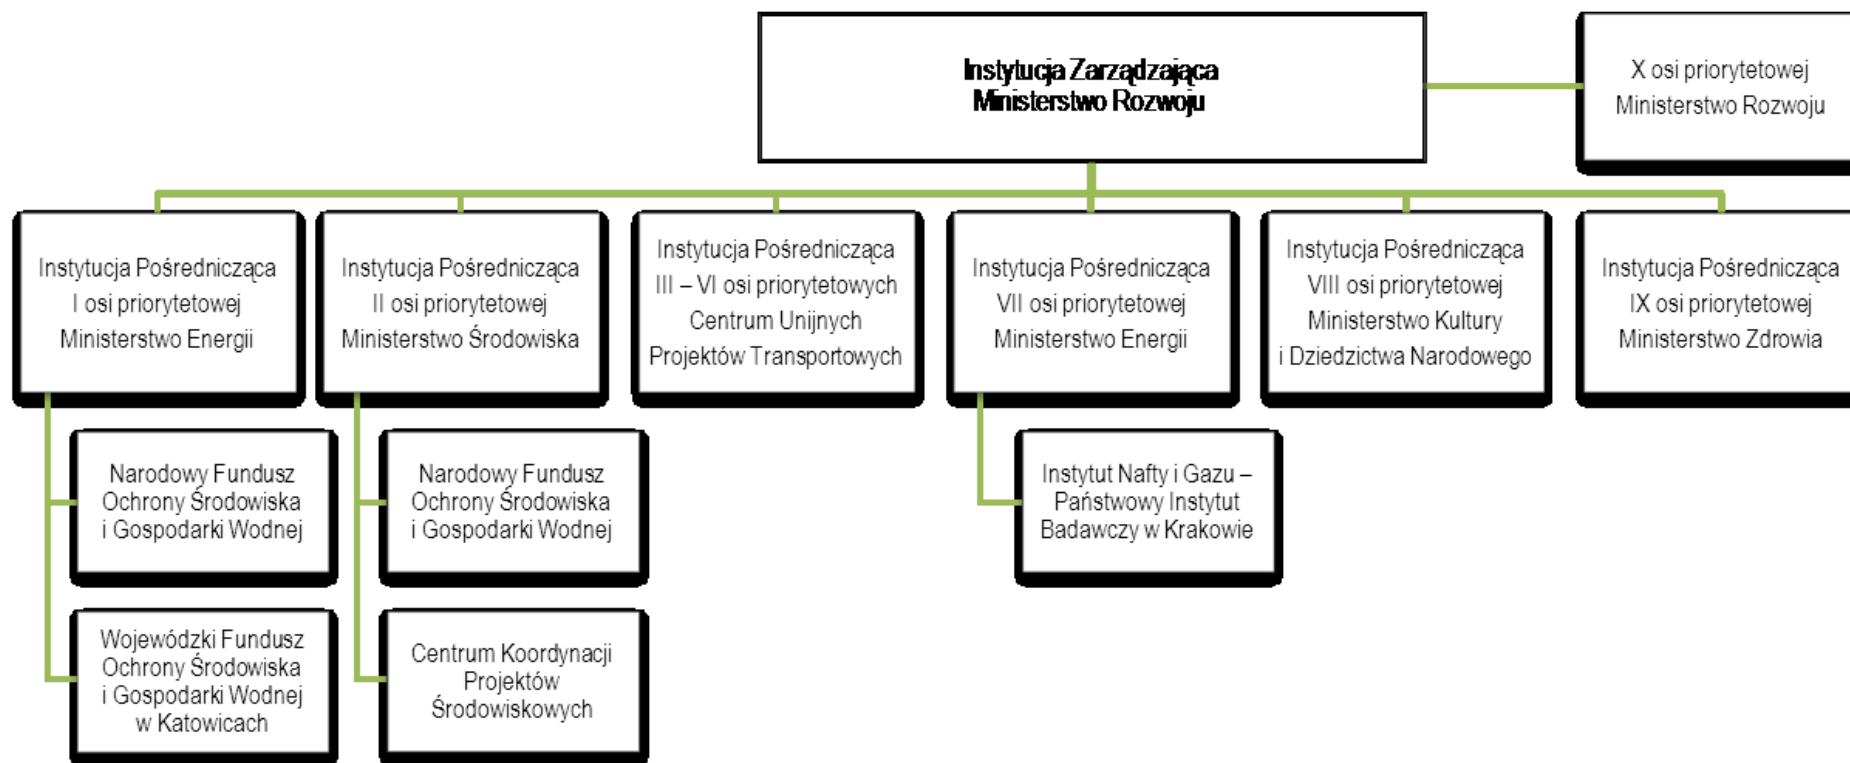 Instytucja Zarządzająca
Ministerstwo Rozwoju
X osi priorytetowej
Ministerstwo Rozwoju
Instytucja Pośrednicząca
I osi priorytetowej
Ministerstwo Energii
Instytucja Pośrednicząca
II osi priorytetowej
Ministerstwo Środowiska
Instytucja Pośrednicząca
III – VI osi priorytetowych
Centrum Unijnych
Projektów Transportowych
Instytucja Pośrednicząca
VII osi priorytetowej
Ministerstwo Energii
Instytucja Pośrednicząca
VIII osi priorytetowej
Ministerstwo Kultury
i Dziedzictwa Narodowego
Instytucja Pośrednicząca
IX osi priorytetowej
Ministerstwo Zdrowia
Narodowy Fundusz
Ochrony Środowiska
i Gospodarki Wodnej
Narodowy Fundusz
Ochrony Środowiska
i Gospodarki Wodnej
Instytut Nafty i Gazu –
Państwowy Instytut
Badawczy w Krakowie
Wojewódzki Fundusz
Ochrony Środowiska
i Gospodarki Wodnej
w Katowicach
Centrum Koordynacji
Projektów
Środowiskowych